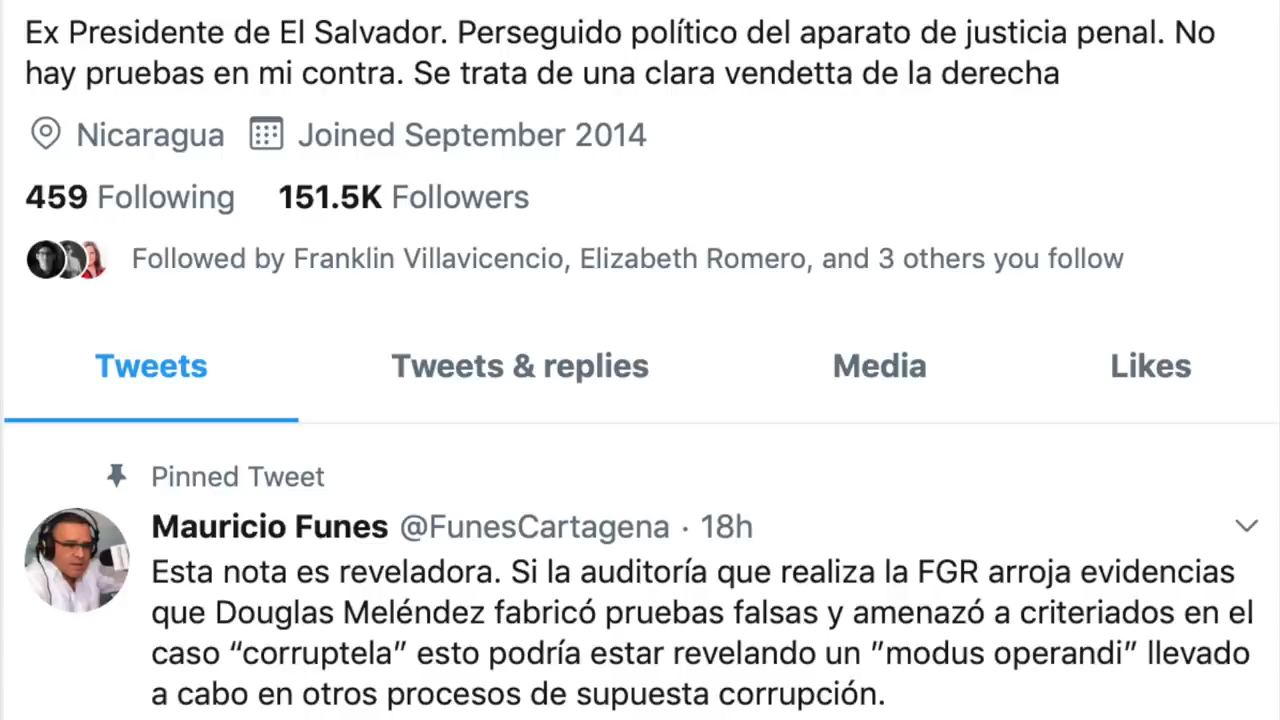 Ex Presidente de El Salvador. Perseguido político del aparato de justicia penal. No
hay pruebas en mi contra. Se trata de una clara vendetta de la derecha
Nicaragua Joined September 2014
459 Following 151.5K Followers
Followed by Franklin Villavicencio, Elizabeth Romero, and 3 others you follow
Tweets Tweets & replies Media Likes
Pinned Tweet
Mauricio Funes @FunesCartagena · 18h
Esta nota es reveladora. Si la auditoría que realiza la FGR arroja evidencias
que Douglas Meléndez fabricó pruebas falsas y amenazó a criteriados en el
caso “corruptela” esto podría estar revelando un ”modus operandi” llevado
a cabo en otros procesos de supuesta corrupción.